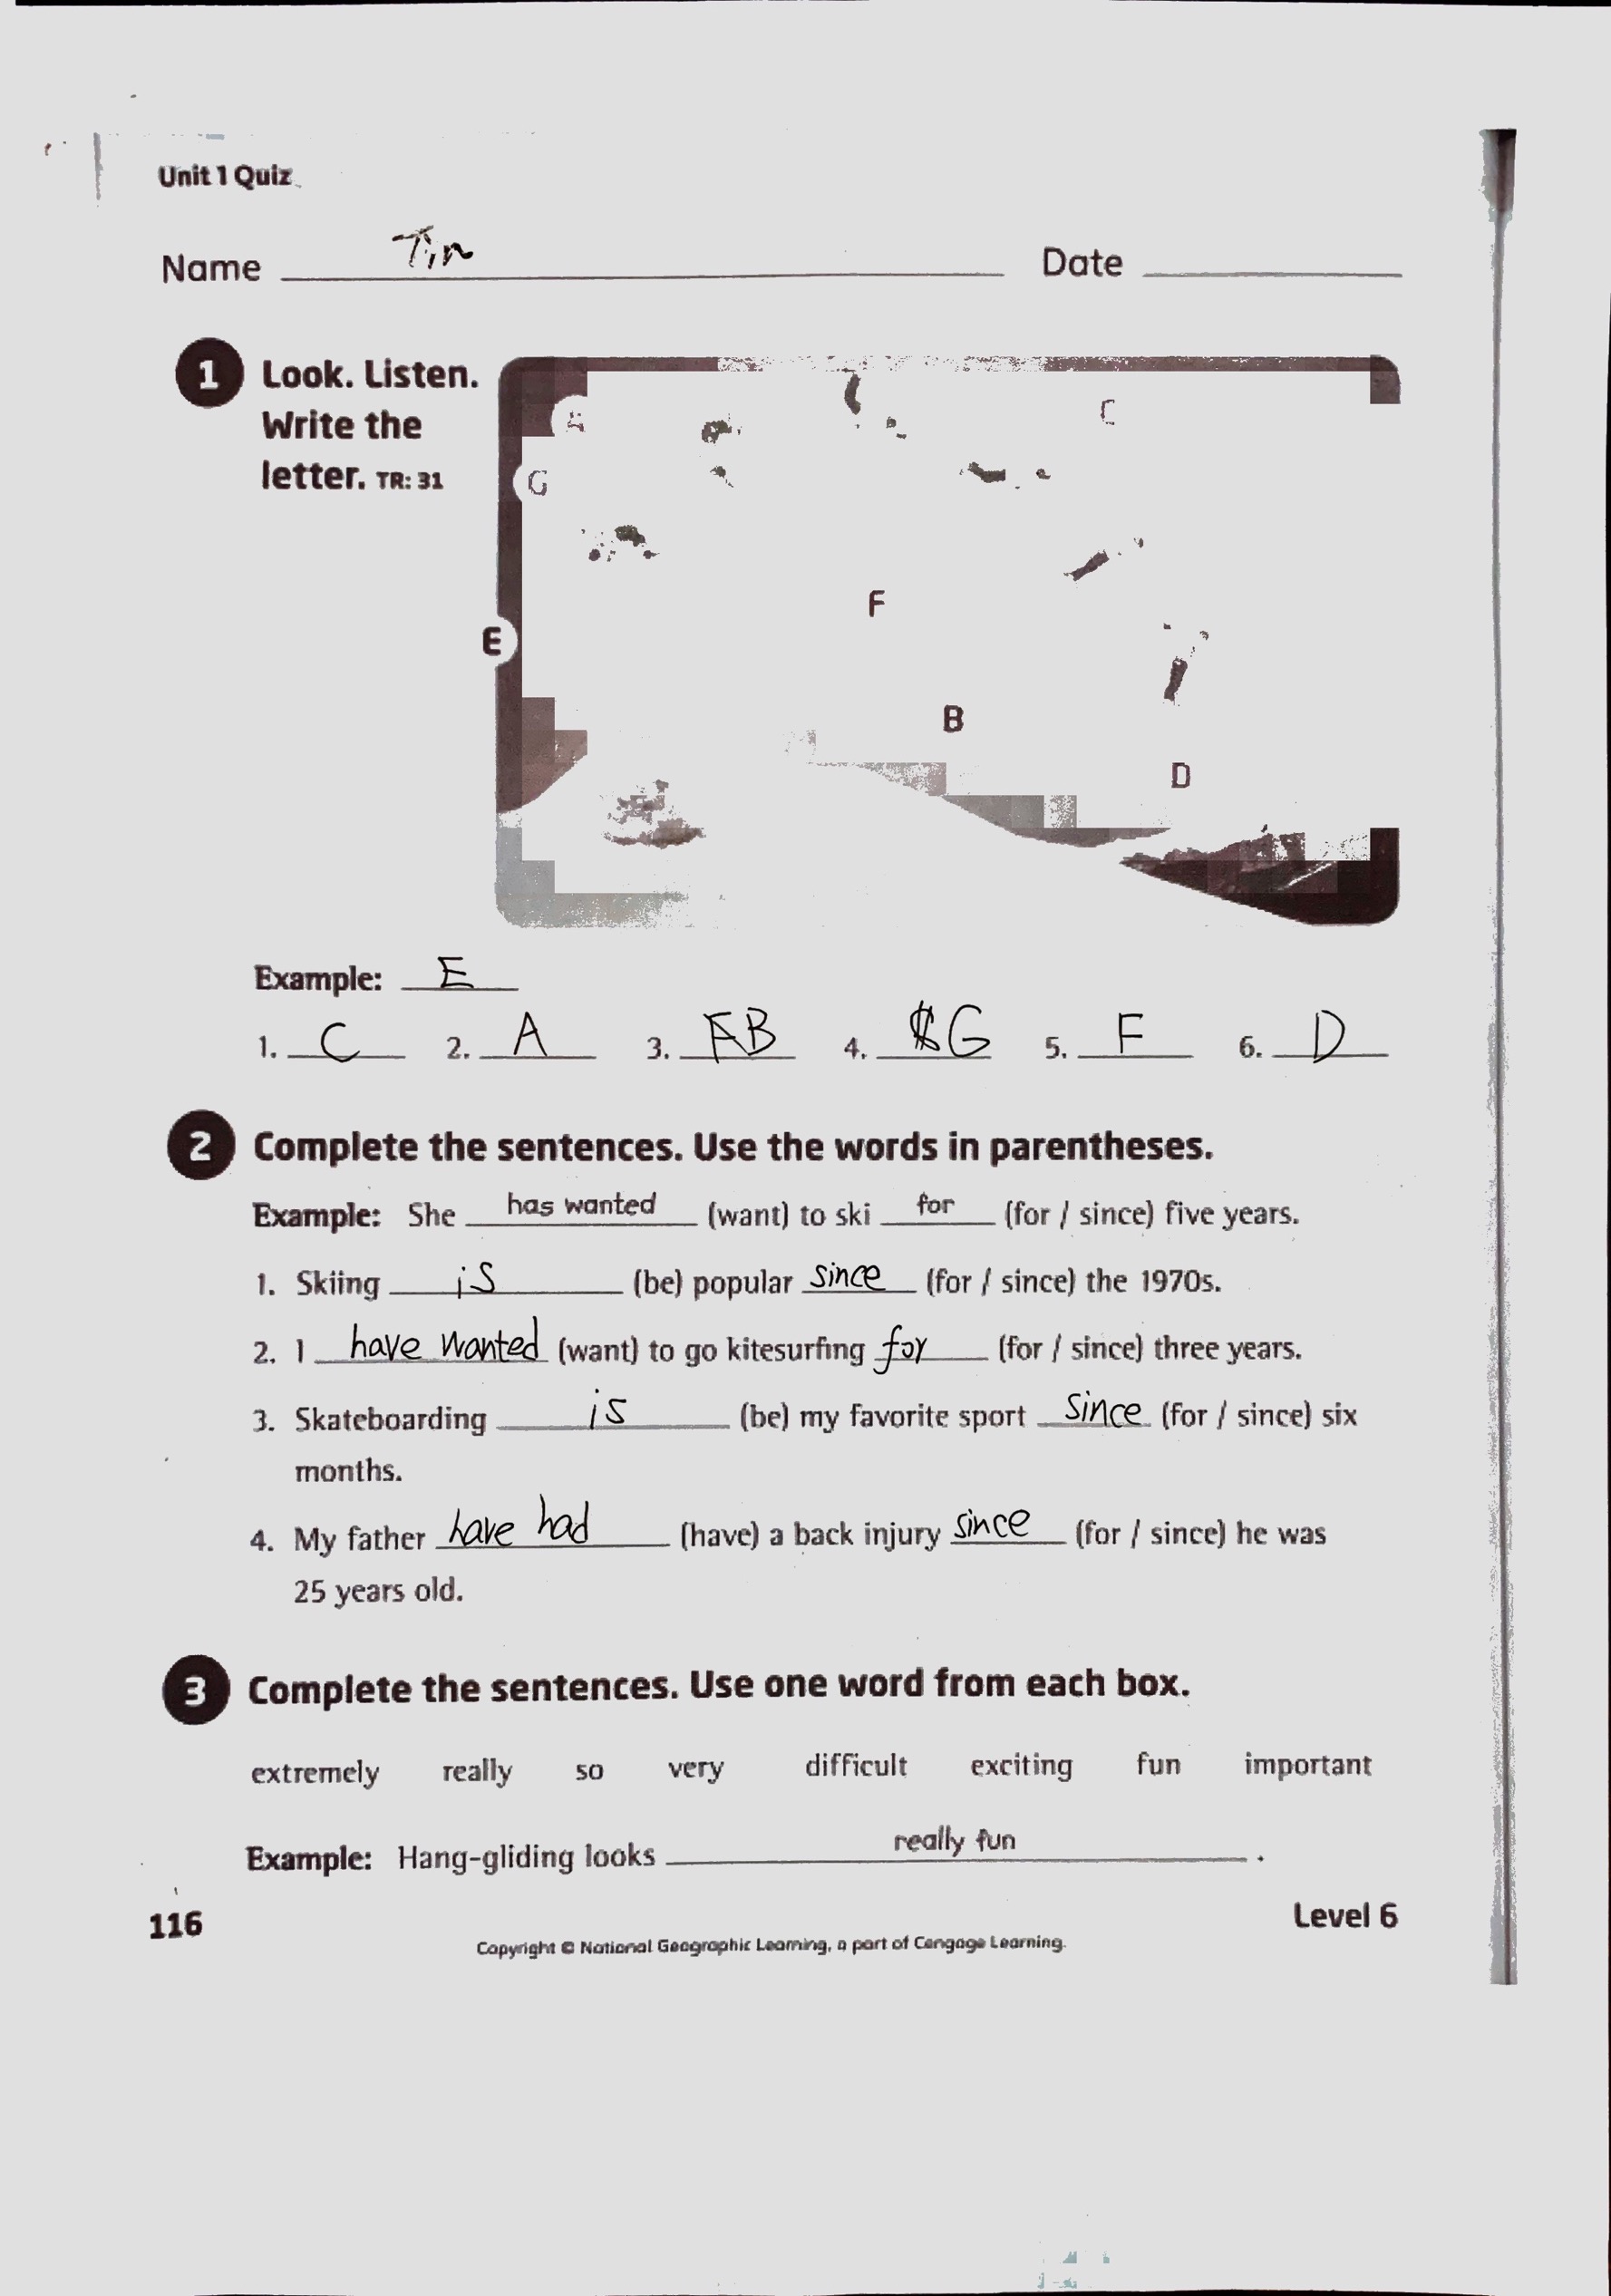 Unit 1 Quiz
Name Tin Date
1 Look. Listen.
Write the
letter. TR: 31
A
C
G
F
E
B
D
Example: E
1. C 2. A 3. B 4. G 5. F 6. D
2 Complete the sentences. Use the words in parentheses.
Example: She has wanted (want) to ski for (for / since) five years.
1. Skiing is (be) popular since (for / since) the 1970s.
2. I have wanted (want) to go kitesurfing for (for / since) three years.
3. Skateboarding is (be) my favorite sport since (for / since) six
months.
4. My father have had (have) a back injury since (for / since) he was
25 years old.
3 Complete the sentences. Use one word from each box.
extremely really so very difficult exciting fun important
Example: Hang-gliding looks really fun.
116
Level 6
Copyright © National Geographic Learning, a part of Cengage Learning.